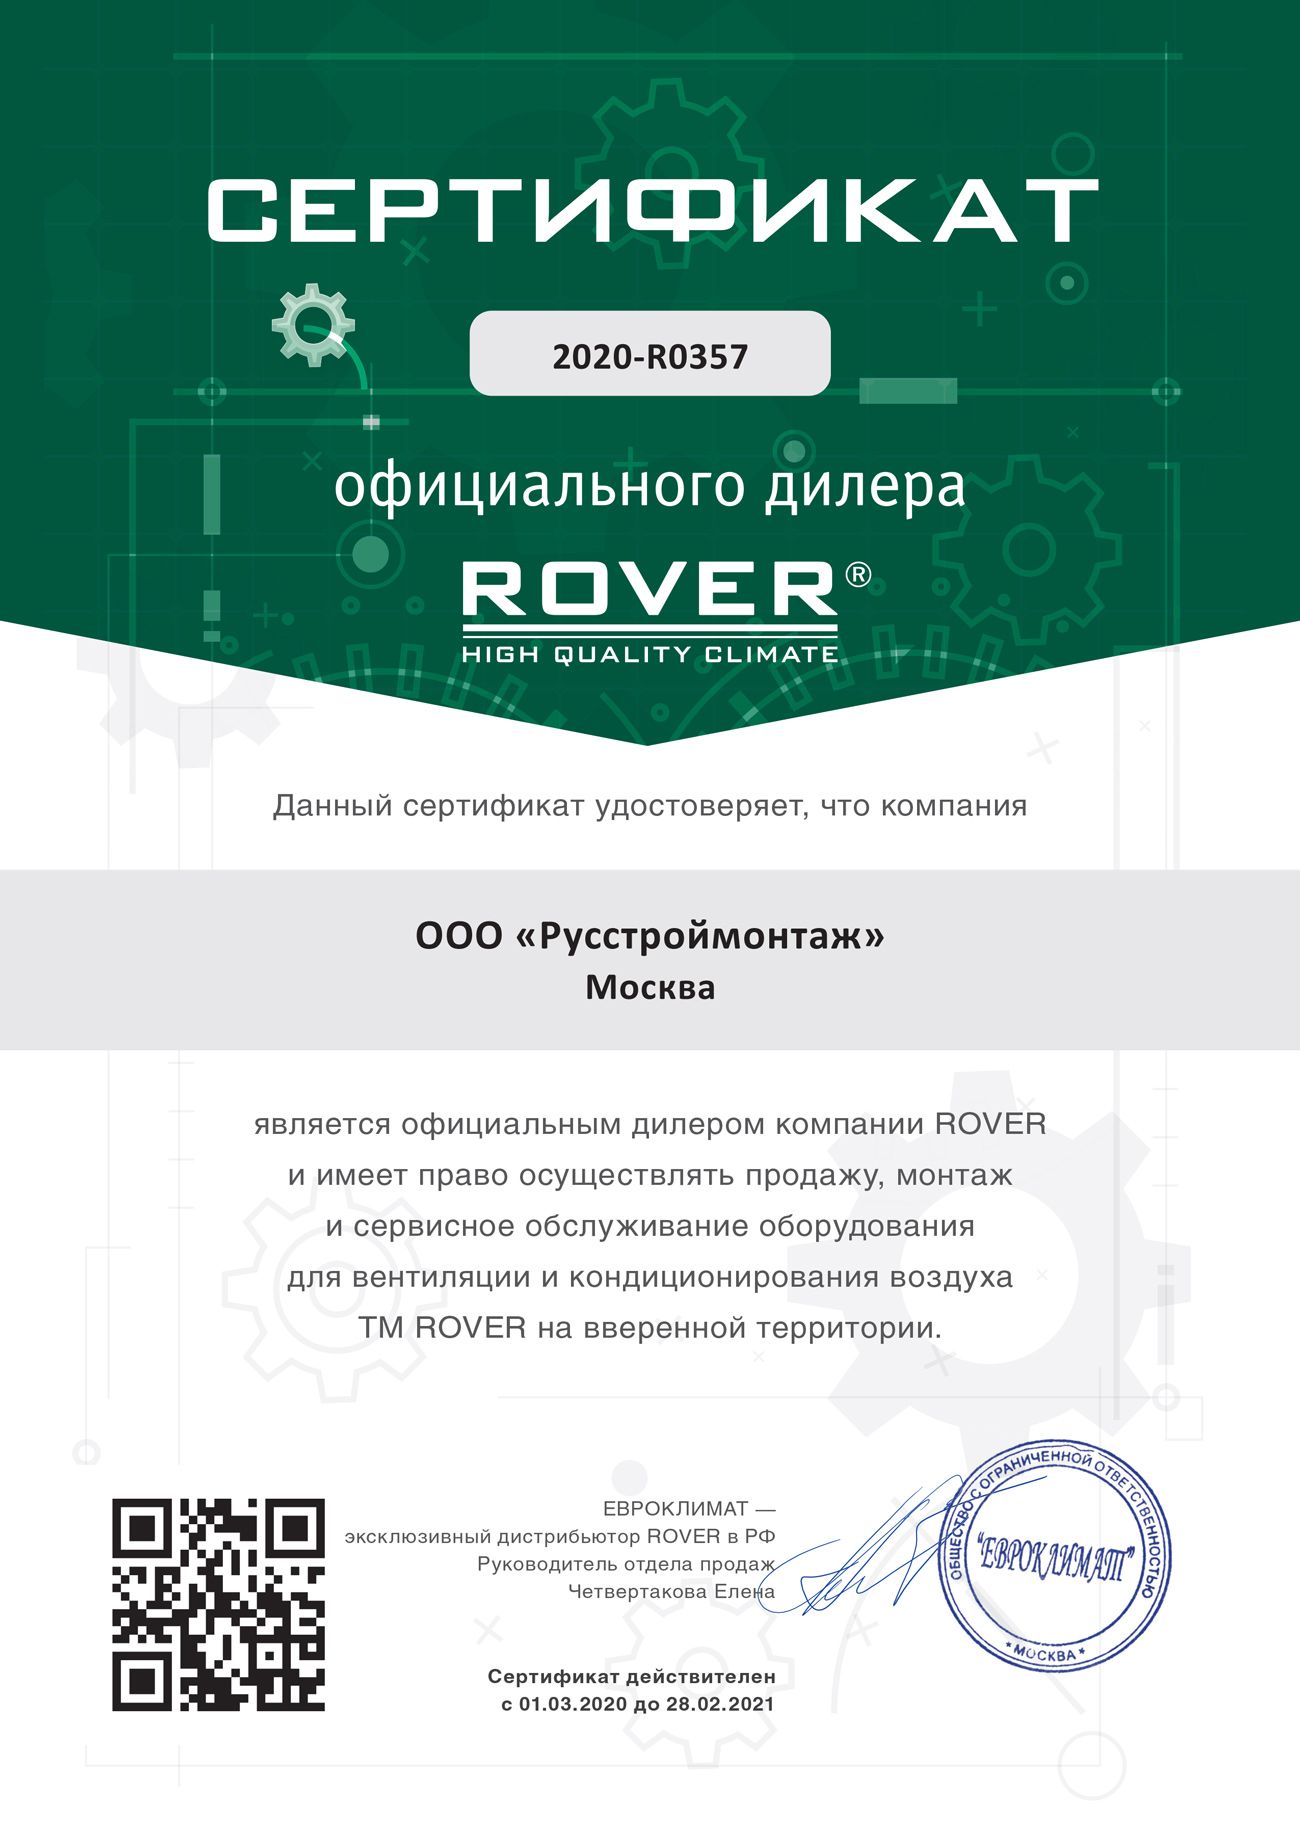 СЕРТИФИКАТ
2020-R0357
официального дилера
ROVER®
HIGH QUALITY CLIMATE
Данный сертификат удостоверяет, что компания
ООО «Русстроймонтаж»
Москва
является официальным дилером компании ROVER
и имеет право осуществлять продажу, монтаж
и сервисное обслуживание оборудования
для вентиляции и кондиционирования воздуха
ТМ ROVER на вверенной территории.
ЕВРОКЛИМАТ —
эксклюзивный дистрибьютор ROVER в РФ
Руководитель отдела продаж
Четвертакова Елена
Сертификат действителен
с 01.03.2020 до 28.02.2021
ОБЩЕСТВО С ОГРАНИЧЕННОЙ ОТВЕТСТВЕННОСТЬЮ
"ЕВРОКЛИМАТ"
* МОСКВА *